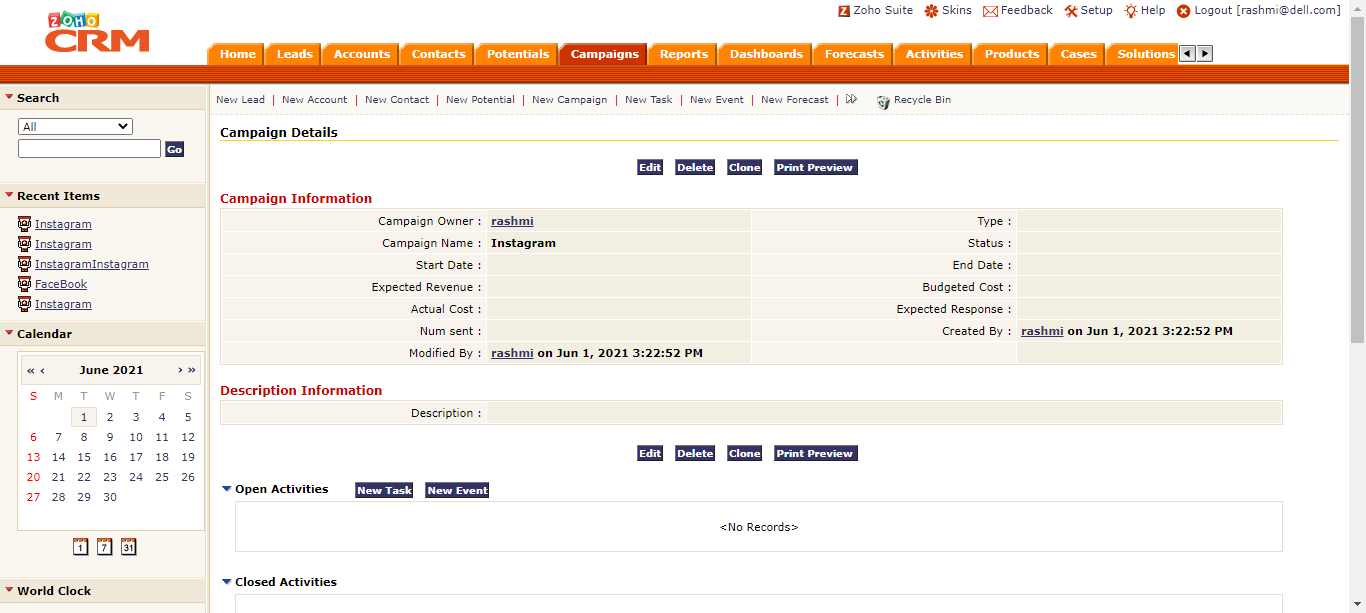 ZOHO CRM
Zoho Suite Skins Feedback Setup Help Logout [rashmi@dell.com]
Home Leads Accounts Contacts Potentials Campaigns Reports Dashboards Forecasts Activities Products Cases Solutions
Search
All
Go
Recent Items
Instagram
Instagram
InstagramInstagram
FaceBook
Instagram
Calendar
« ‹ June 2021 › »
S M T W T F S
1 2 3 4 5
6 7 8 9 10 11 12
13 14 15 16 17 18 19
20 21 22 23 24 25 26
27 28 29 30
1 7 31
World Clock
New Lead | New Account | New Contact | New Potential | New Campaign | New Task | New Event | New Forecast | Recycle Bin
Campaign Details
Edit Delete Clone Print Preview
Campaign Information
Campaign Owner : rashmi Type :
Campaign Name : Instagram Status :
Start Date : End Date :
Expected Revenue : Budgeted Cost :
Actual Cost : Expected Response :
Num sent : Created By : rashmi on Jun 1, 2021 3:22:52 PM
Modified By : rashmi on Jun 1, 2021 3:22:52 PM
Description Information
Description :
Edit Delete Clone Print Preview
Open Activities New Task New Event
<No Records>
Closed Activities